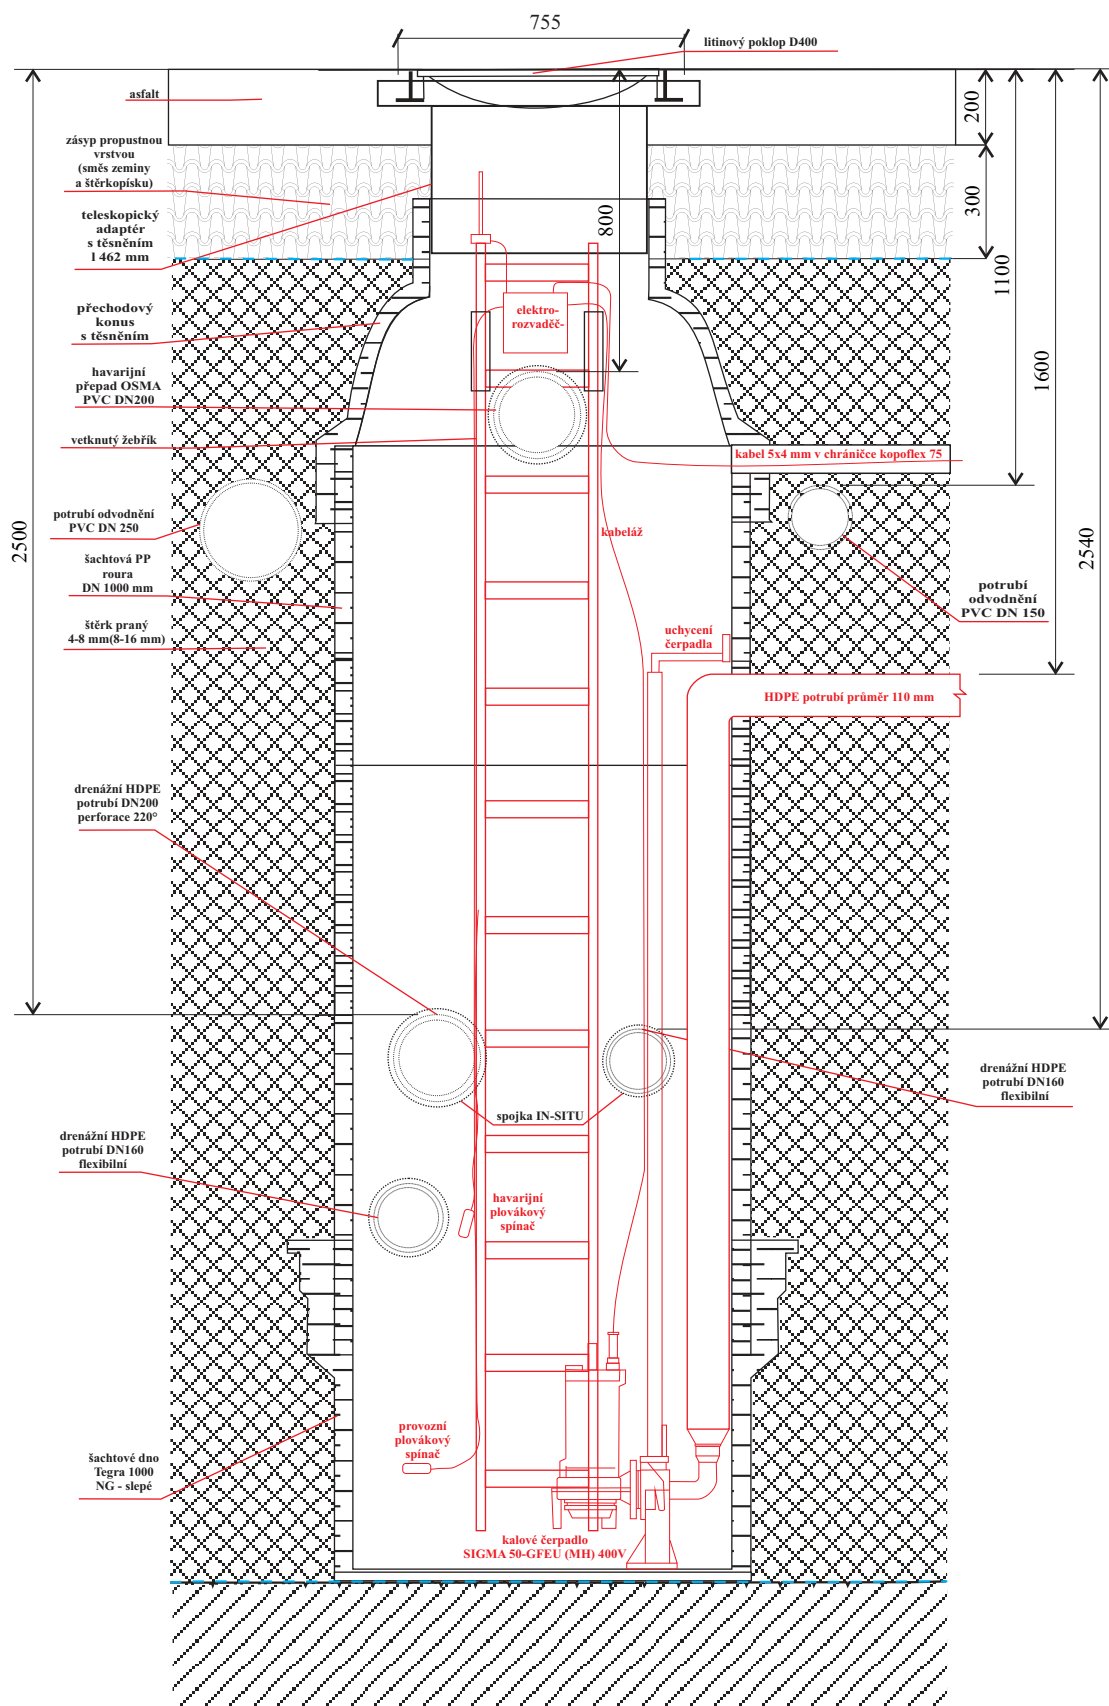 755
litinový poklop D400
asfalt
200
zásyp propustnou
vrstvou
(směs zeminy
a štěrkopísku)
300
800
teleskopický
adaptér
s těsněním
l 462 mm
1100
přechodový
konus
s těsněním
elektro-
rozvaděč-
1600
havarijní
přepad OSMA
PVC DN200
vetknutý žebřík
kabel 5x4 mm v chráničce kopoflex 75
2500
potrubí odvodnění
PVC DN 250
kabeláž
2540
šachtová PP
roura
DN 1000 mm
potrubí
odvodnění
PVC DN 150
štěrk praný
4-8 mm(8-16 mm)
uchycení
čerpadla
HDPE potrubí průměr 110 mm
drenážní HDPE
potrubí DN200
perforace 220°
drenážní HDPE
potrubí DN160
flexibilní
spojka IN-SITU
drenážní HDPE
potrubí DN160
flexibilní
havarijní
plovákový
spínač
provozní
plovákový
spínač
šachtové dno
Tegra 1000
NG - slepé
kalové čerpadlo
SIGMA 50-GFEU (MH) 400V